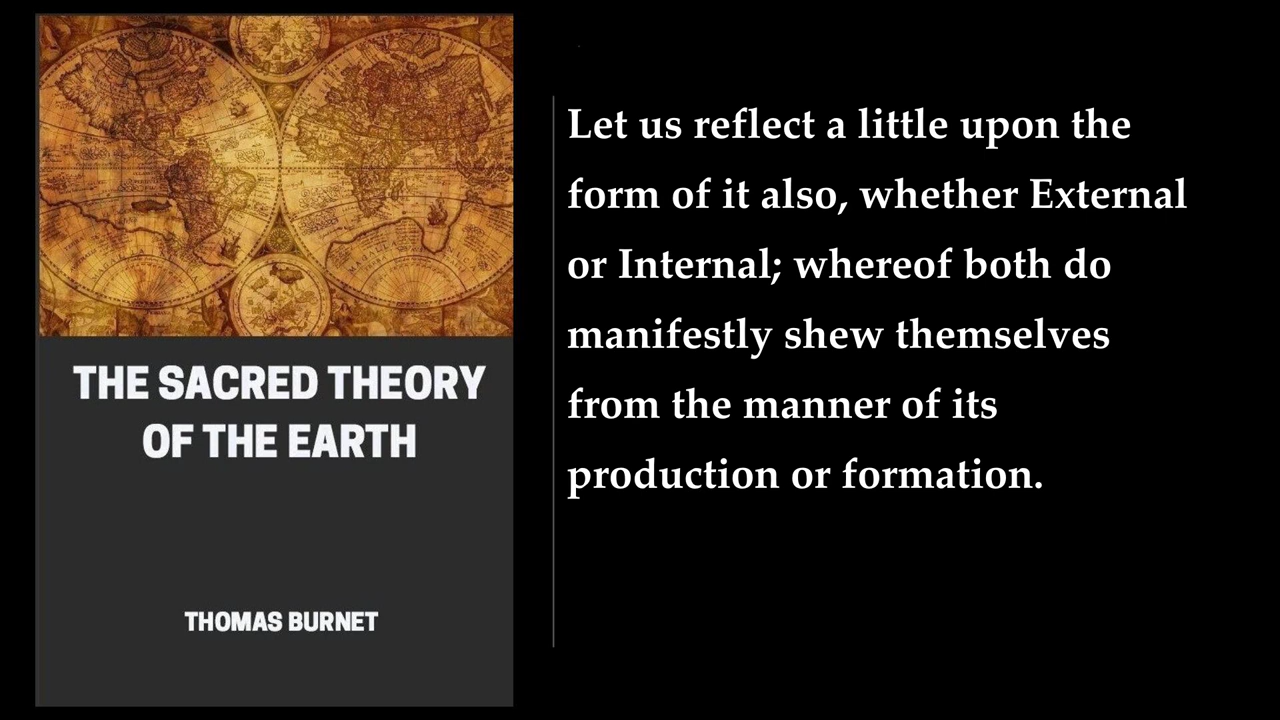 THE SACRED THEORY
OF THE EARTH
THOMAS BURNET
Let us reflect a little upon the
form of it also, whether External
or Internal; whereof both do
manifestly shew themselves
from the manner of its
production or formation.